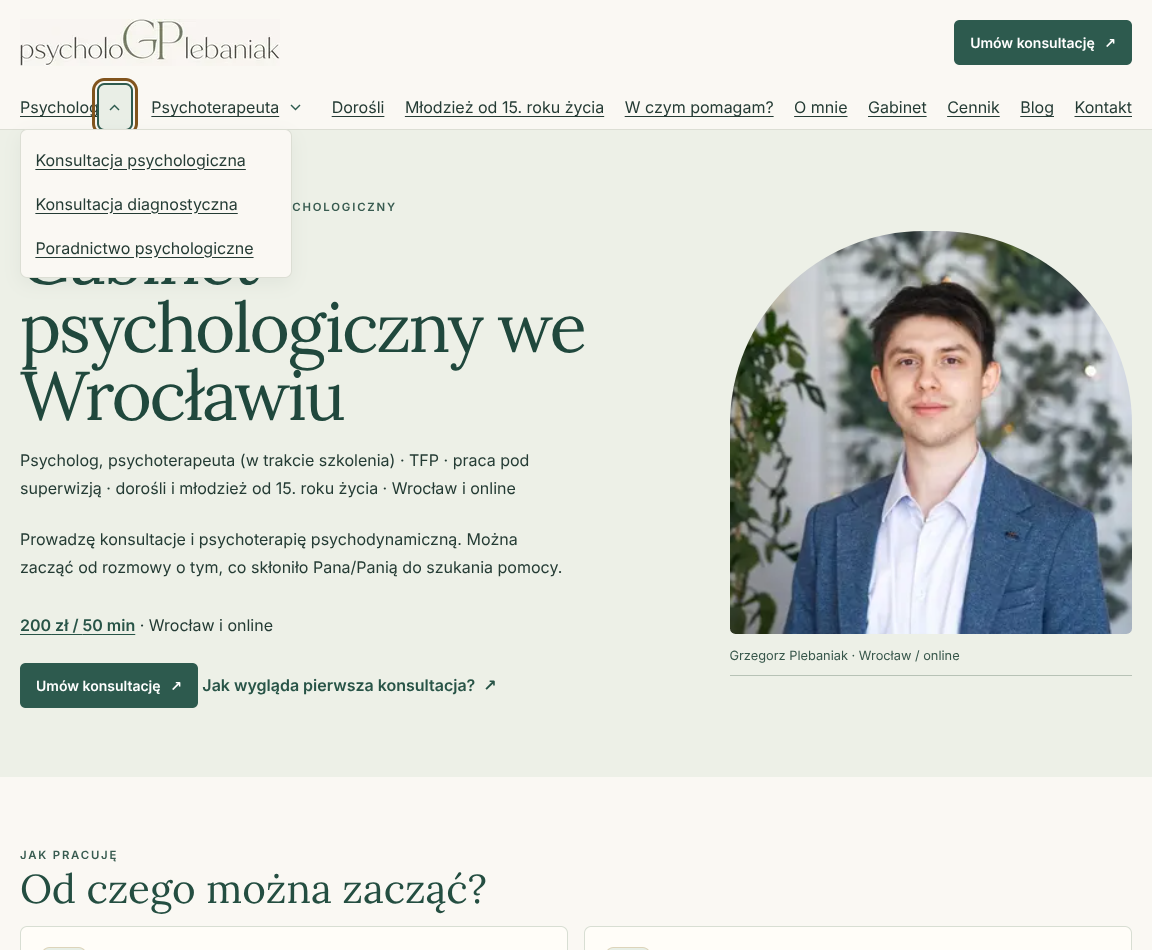 psycholoGPlebaniak
Umów konsultację ↗
Psycholog Psychoterapeuta Dorośli Młodzież od 15. roku życia W czym pomagam? O mnie Gabinet Cennik Blog Kontakt
Konsultacja psychologiczna
Konsultacja diagnostyczna
Poradnictwo psychologiczne
CHOLOGICZNY
Gabinet
psychologiczny we
Wrocławiu
Psycholog, psychoterapeuta (w trakcie szkolenia) · TFP · praca pod
superwizją · dorośli i młodzież od 15. roku życia · Wrocław i online
Prowadzę konsultacje i psychoterapię psychodynamiczną. Można
zacząć od rozmowy o tym, co skłoniło Pana/Panią do szukania pomocy.
200 zł / 50 min · Wrocław i online
Umów konsultację ↗ Jak wygląda pierwsza konsultacja? ↗
Grzegorz Plebaniak · Wrocław / online
JAK PRACUJĘ
Od czego można zacząć?